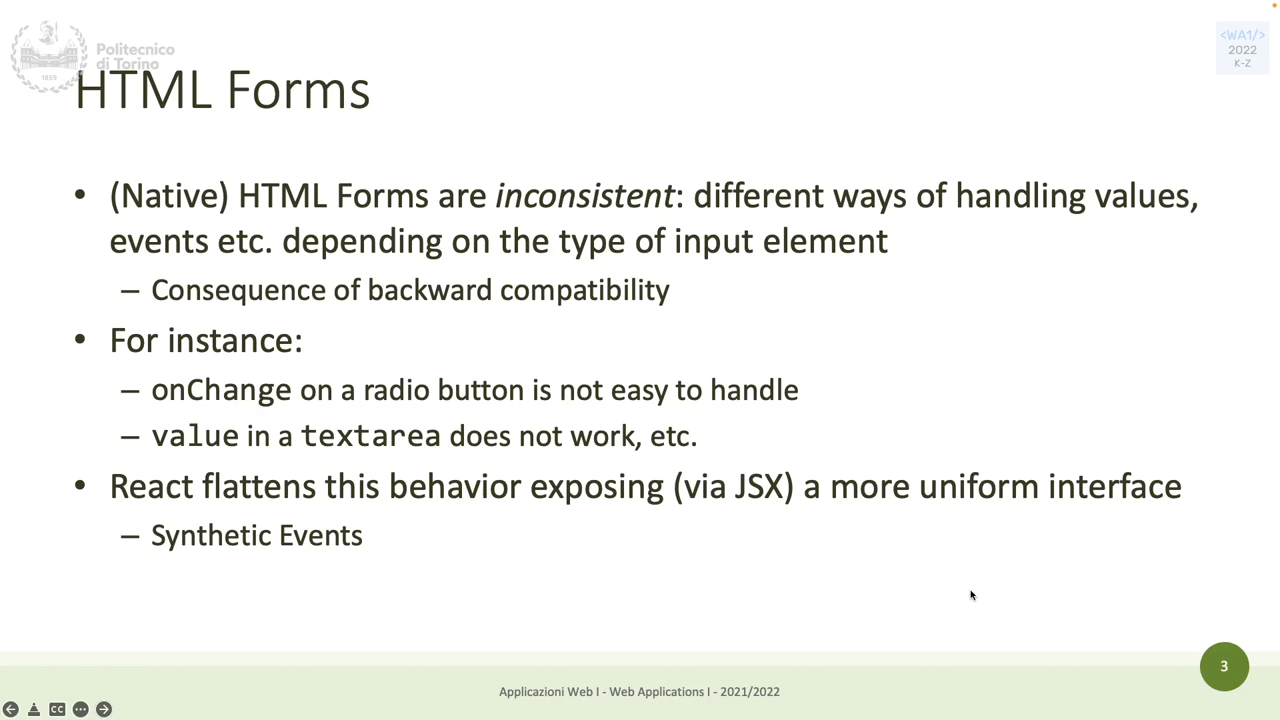 Politecnico
di Torino
1859
<WA1/>
2022
K-Z
HTML Forms
• (Native) HTML Forms are inconsistent: different ways of handling values,
events etc. depending on the type of input element
– Consequence of backward compatibility
• For instance:
– onChange on a radio button is not easy to handle
– value in a textarea does not work, etc.
• React flattens this behavior exposing (via JSX) a more uniform interface
– Synthetic Events
3
Applicazioni Web I - Web Applications I - 2021/2022
CC